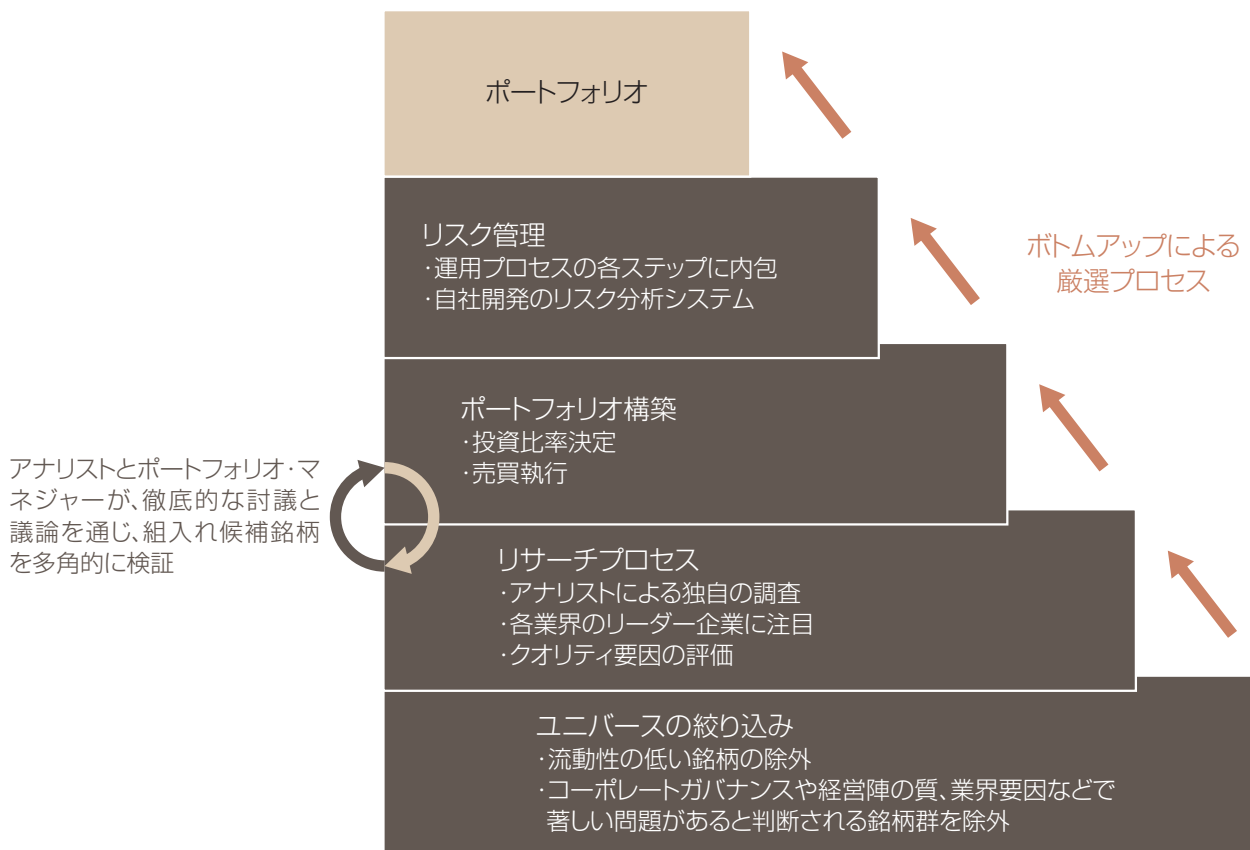 ポートフォリオ
リスク管理
・運用プロセスの各ステップに内包
・自社開発のリスク分析システム
ボトムアップによる
厳選プロセス
ポートフォリオ構築
・投資比率決定
・売買執行
アナリストとポートフォリオ・マ
ネジャーが、徹底的な討議と
議論を通じ、組入れ候補銘柄
を多角的に検証
リサーチプロセス
・アナリストによる独自の調査
・各業界のリーダー企業に注目
・クオリティ要因の評価
ユニバースの絞り込み
・流動性の低い銘柄の除外
・コーポレートガバナンスや経営陣の質、業界要因などで
著しい問題があると判断される銘柄群を除外